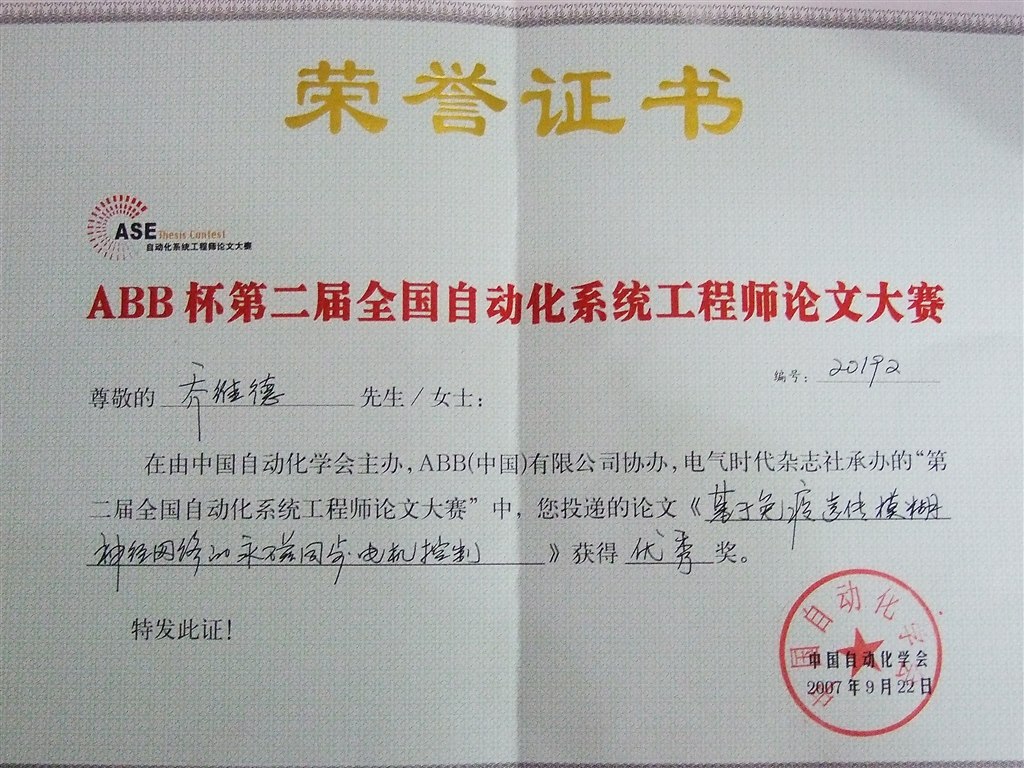 荣誉证书
ASE Thesis Contest
自动化系统工程师论文大赛
ABB 杯第二届全国自动化系统工程师论文大赛
编号: 20192
尊敬的 乔维德 先生/女士:
在由中国自动化学会主办,ABB(中国)有限公司协办,电气时代杂志社承办的“第
二届全国自动化系统工程师论文大赛”中,您投递的论文《基于免疫遗传模糊
神经网络的永磁同步电机控制》获得 优秀 奖。
特发此证!
中国自动化学会
中国自动化学会
2007年9月22日